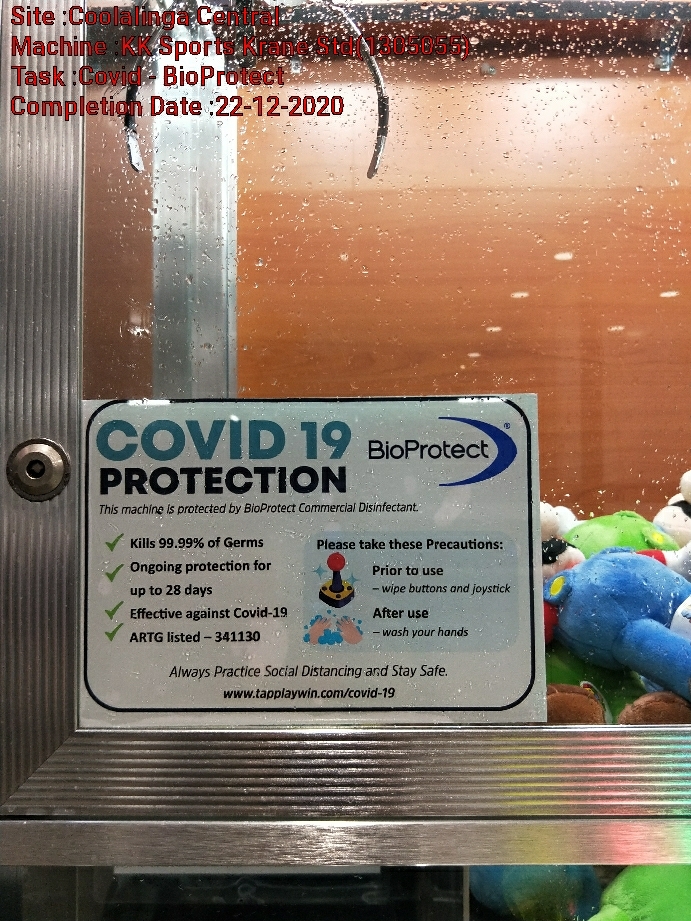 Site :Coolalinga Central
Machine :KK Sports Krane Std(1305055)
Task :Covid - BioProtect
Completion Date :22-12-2020
COVID 19
PROTECTION
BioProtect®
This machine is protected by BioProtect Commercial Disinfectant.
✓ Kills 99.99% of Germs
✓ Ongoing protection for
up to 28 days
✓ Effective against Covid-19
✓ ARTG listed – 341130
Please take these Precautions:
Prior to use
– wipe buttons and joystick
After use
– wash your hands
Always Practice Social Distancing and Stay Safe.
www.tapplaywin.com/covid-19